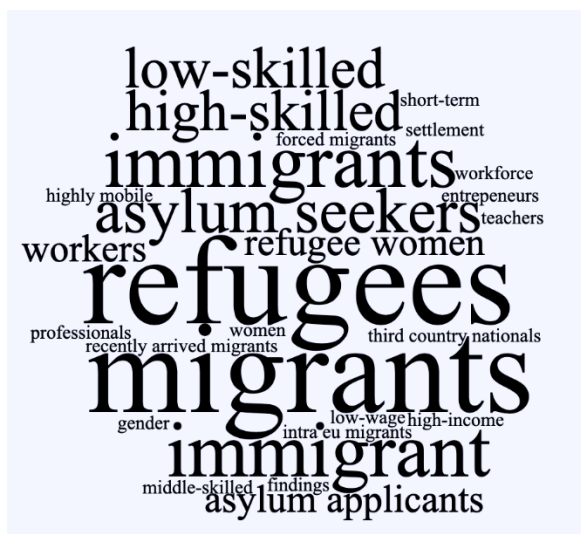 low-skilled
high-skilled short-term
settlement
forced migrants
immigrants workforce
highly mobile entrepeneurs
asylum seekers teachers
workers refugee women
refugees
professionals women third country nationals
recently arrived migrants
migrants
gender low-wage high-income
intra eu migrants
immigrant
middle-skilled findings
asylum applicants